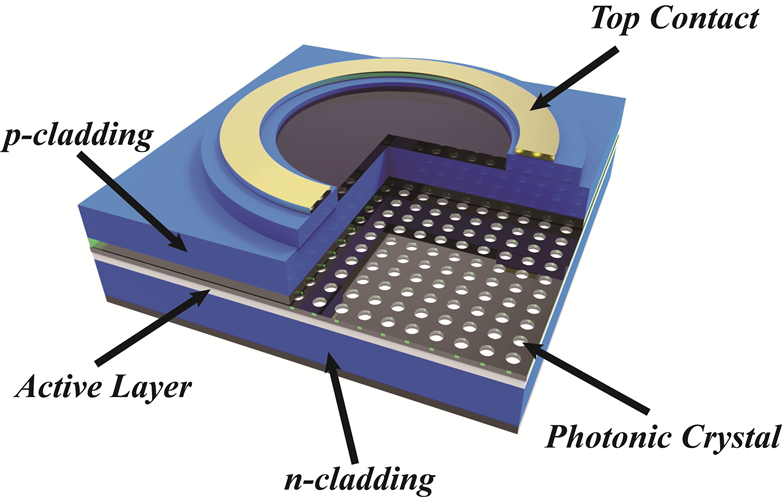 Top Contact
p-cladding
Active Layer
Photonic Crystal
n-cladding